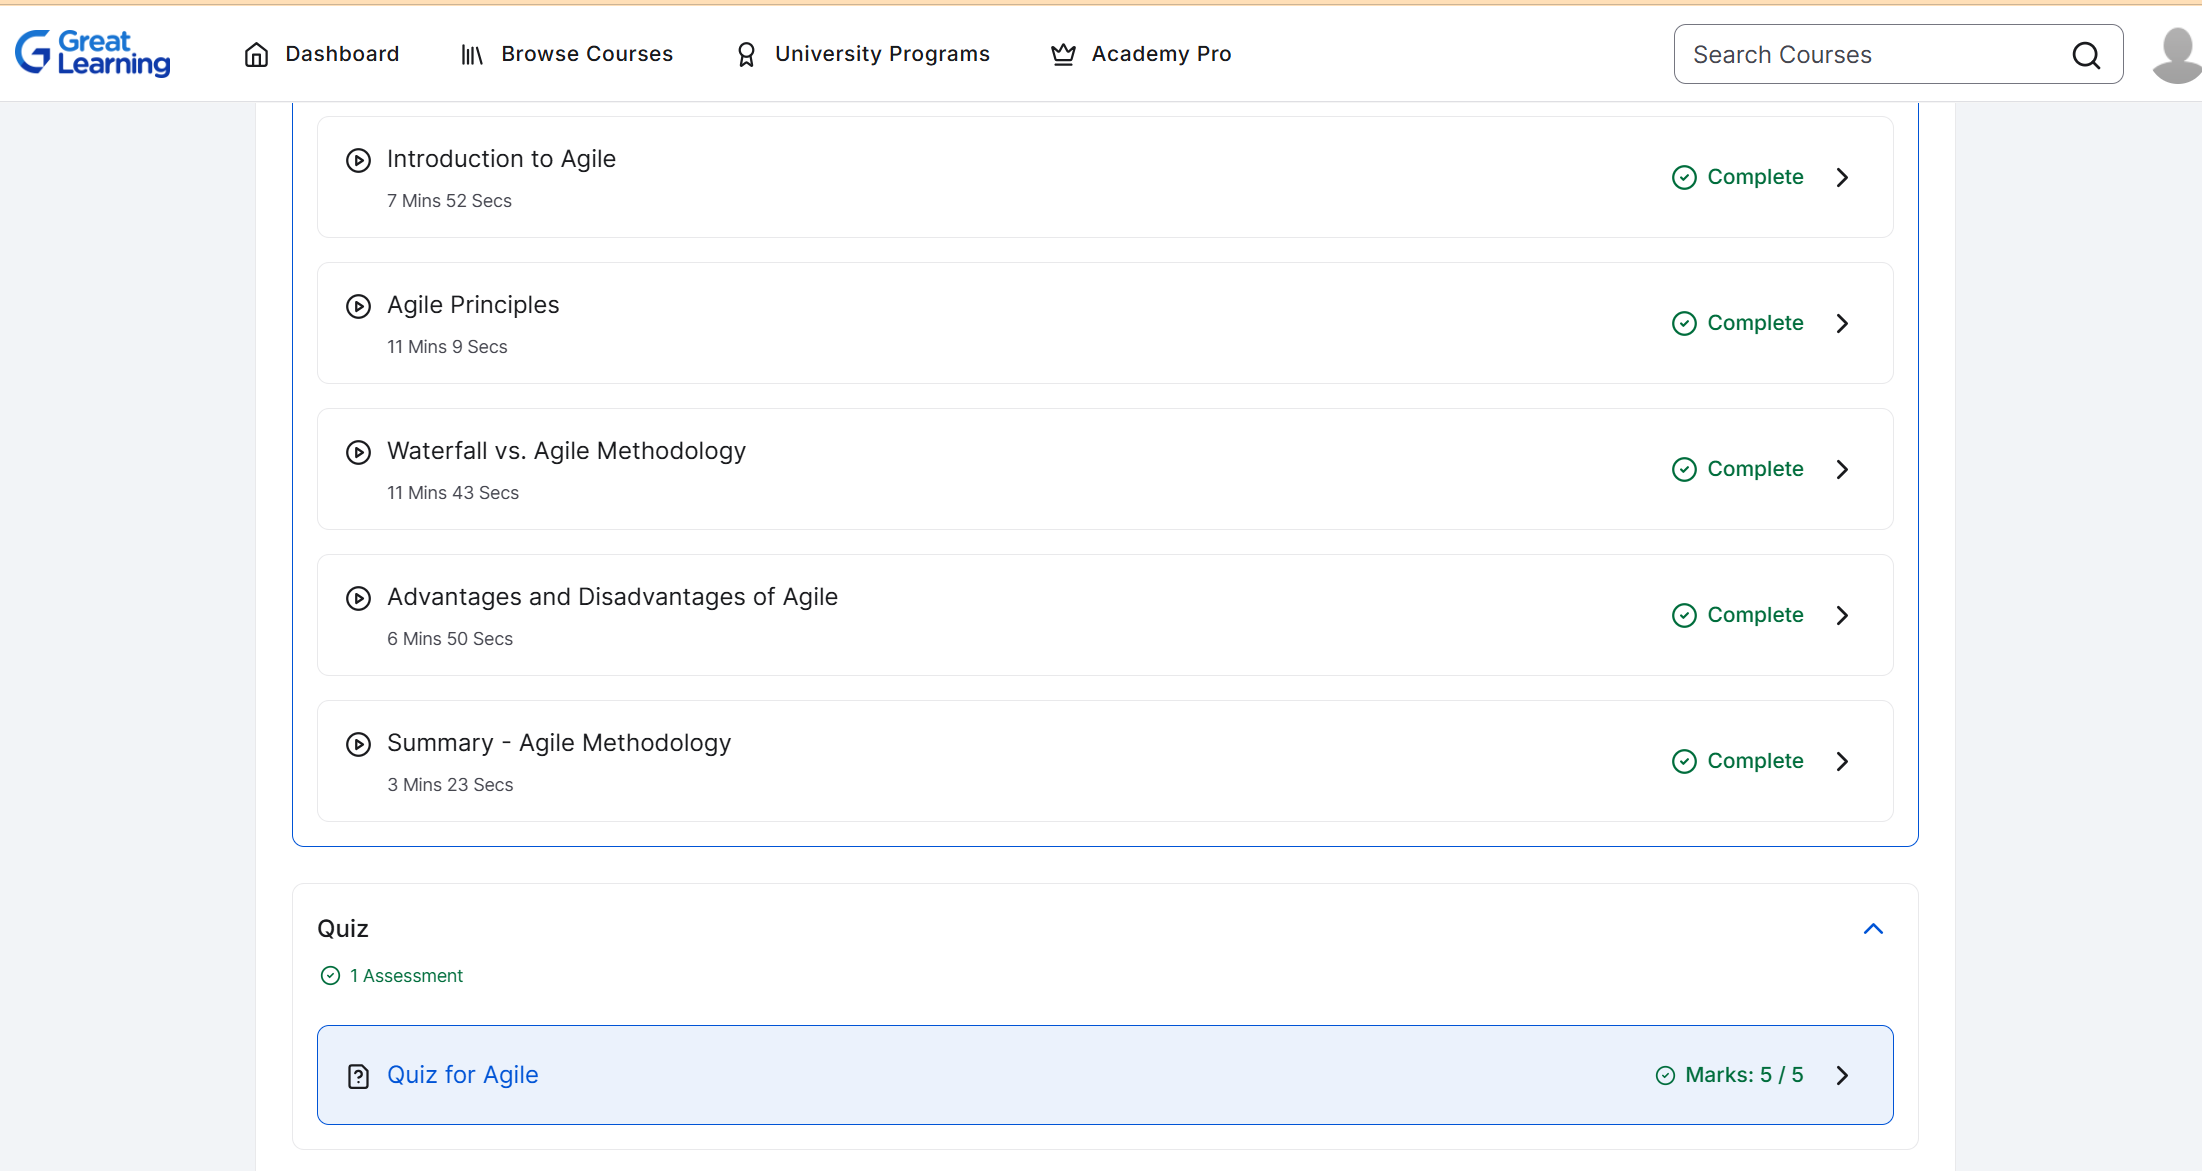 Great
Learning
Dashboard
Browse Courses
University Programs
Academy Pro
Search Courses
Introduction to Agile
7 Mins 52 Secs
Complete
Agile Principles
11 Mins 9 Secs
Complete
Waterfall vs. Agile Methodology
11 Mins 43 Secs
Complete
Advantages and Disadvantages of Agile
6 Mins 50 Secs
Complete
Summary - Agile Methodology
3 Mins 23 Secs
Complete
Quiz
1 Assessment
Quiz for Agile
Marks: 5 / 5